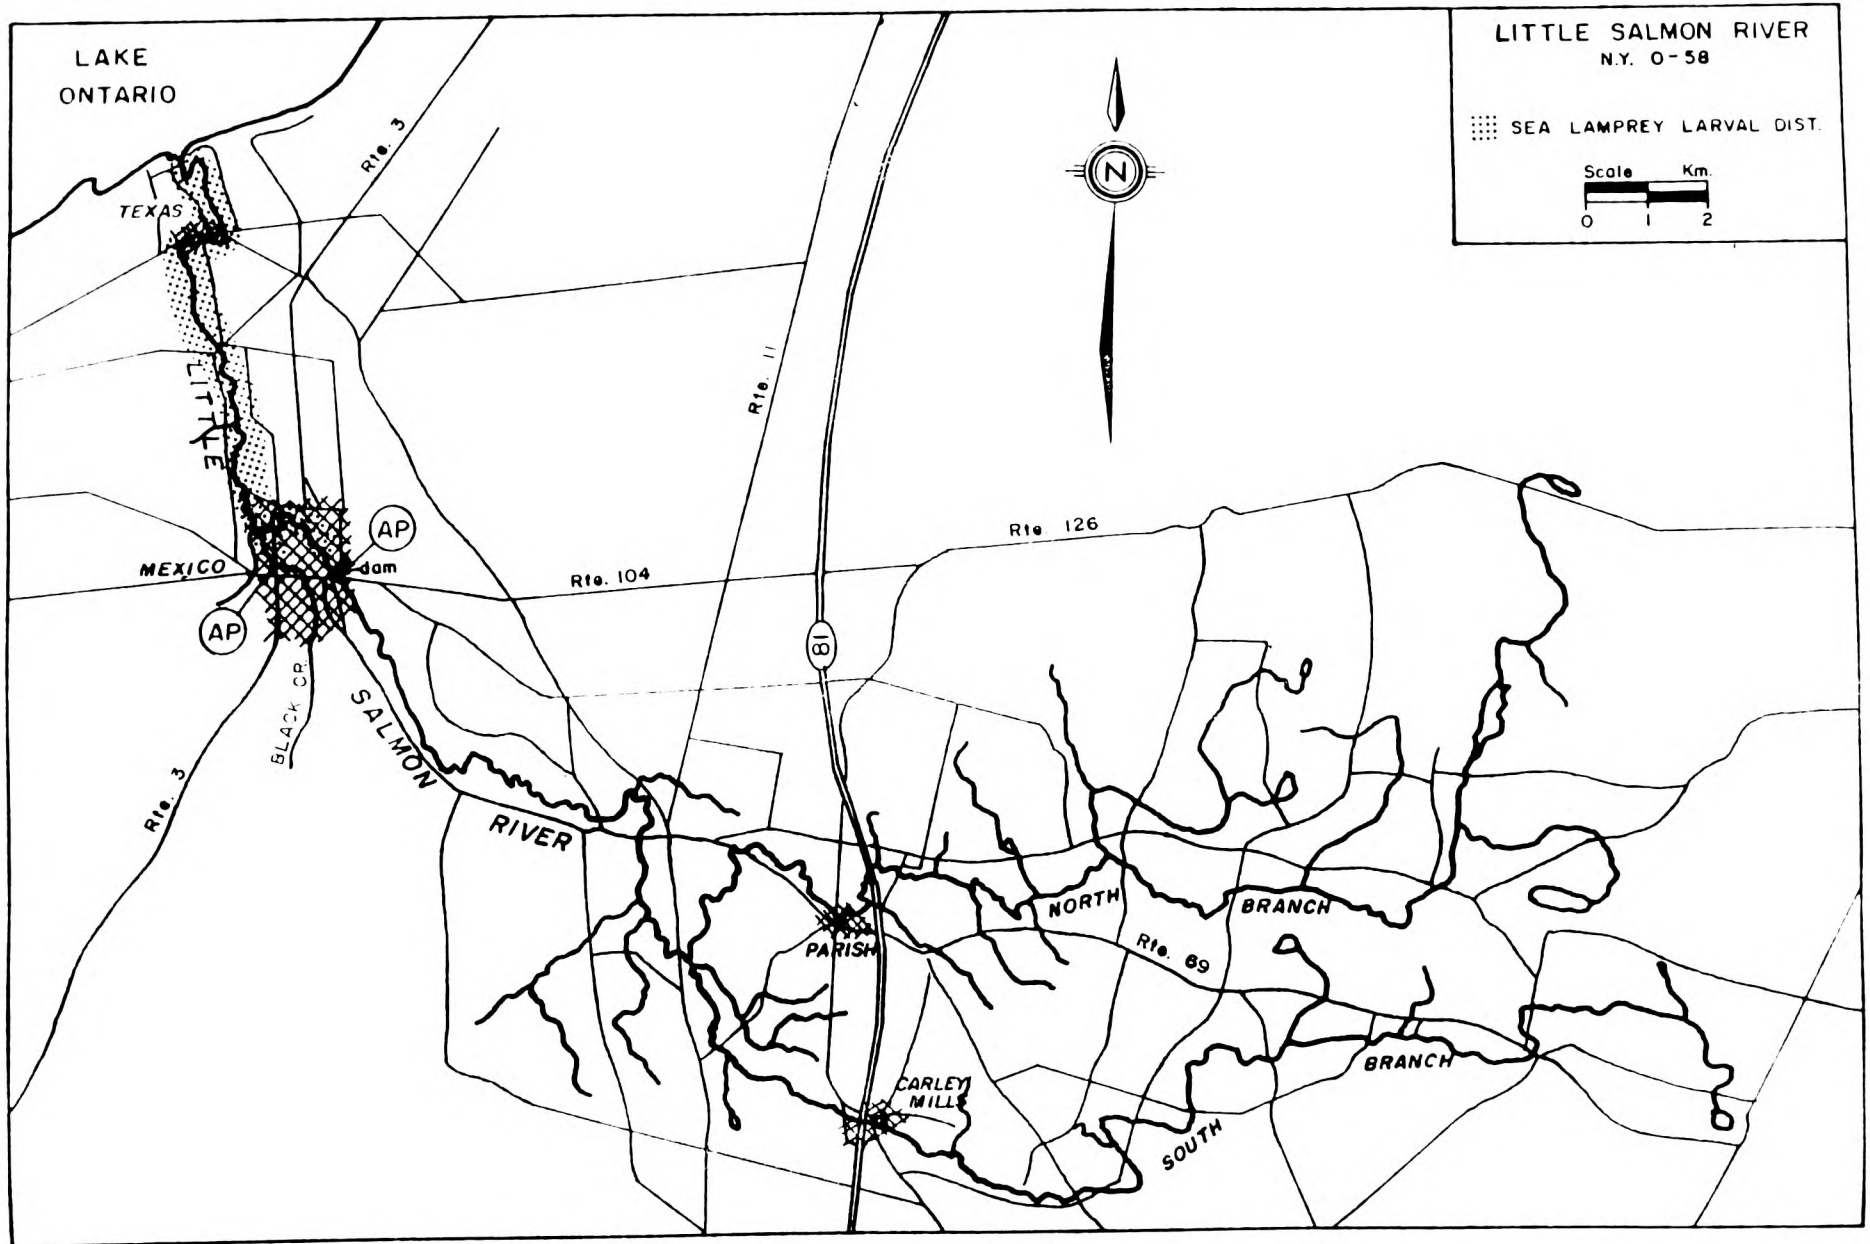 LAKE
ONTARIO
LITTLE SALMON RIVER
N.Y. O-58
SEA LAMPREY LARVAL DIST.
Scale Km.
0 1 2
N
Rte. 3
TEXAS
LITTLE
Rte. 11
AP
MEXICO
dam
AP
Rte. 104
Rte. 126
81
BLACK CR.
SALMON
Rte. 3
RIVER
NORTH
BRANCH
PARISH
Rte. 69
CARLEY
MILLS
BRANCH
SOUTH